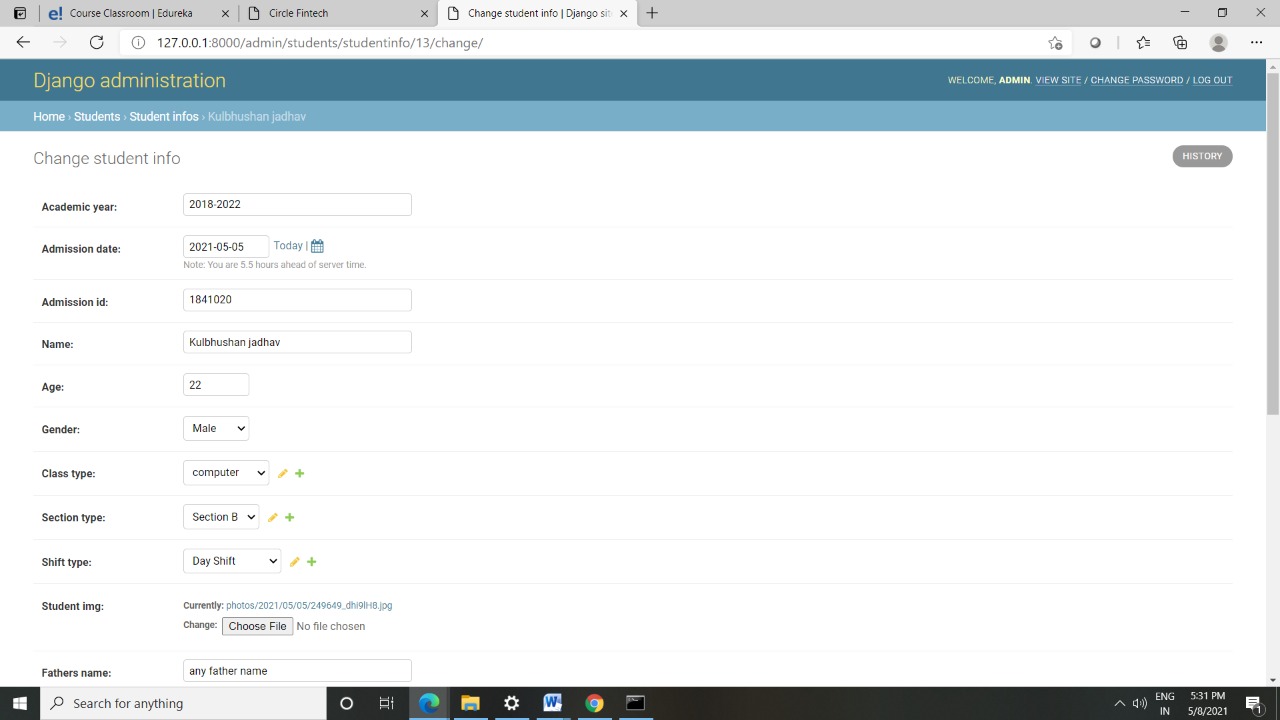 Course Classroom | Edureka
Circle Fintech
Change student info | Django sit
127.0.0.1:8000/admin/students/studentinfo/13/change/
Django administration
WELCOME, ADMIN. VIEW SITE / CHANGE PASSWORD / LOG OUT
Home › Students › Student infos › Kulbhushan jadhav
Change student info
HISTORY
Academic year: 2018-2022
Admission date: 2021-05-05 Today |
Note: You are 5.5 hours ahead of server time.
Admission id: 1841020
Name: Kulbhushan jadhav
Age: 22
Gender: Male
Class type: computer
Section type: Section B
Shift type: Day Shift
Student img: Currently: photos/2021/05/05/249649_dhi9lH8.jpg
Change: Choose File No file chosen
Fathers name: any father name
Search for anything
ENG
IN
5:31 PM
5/8/2021
1